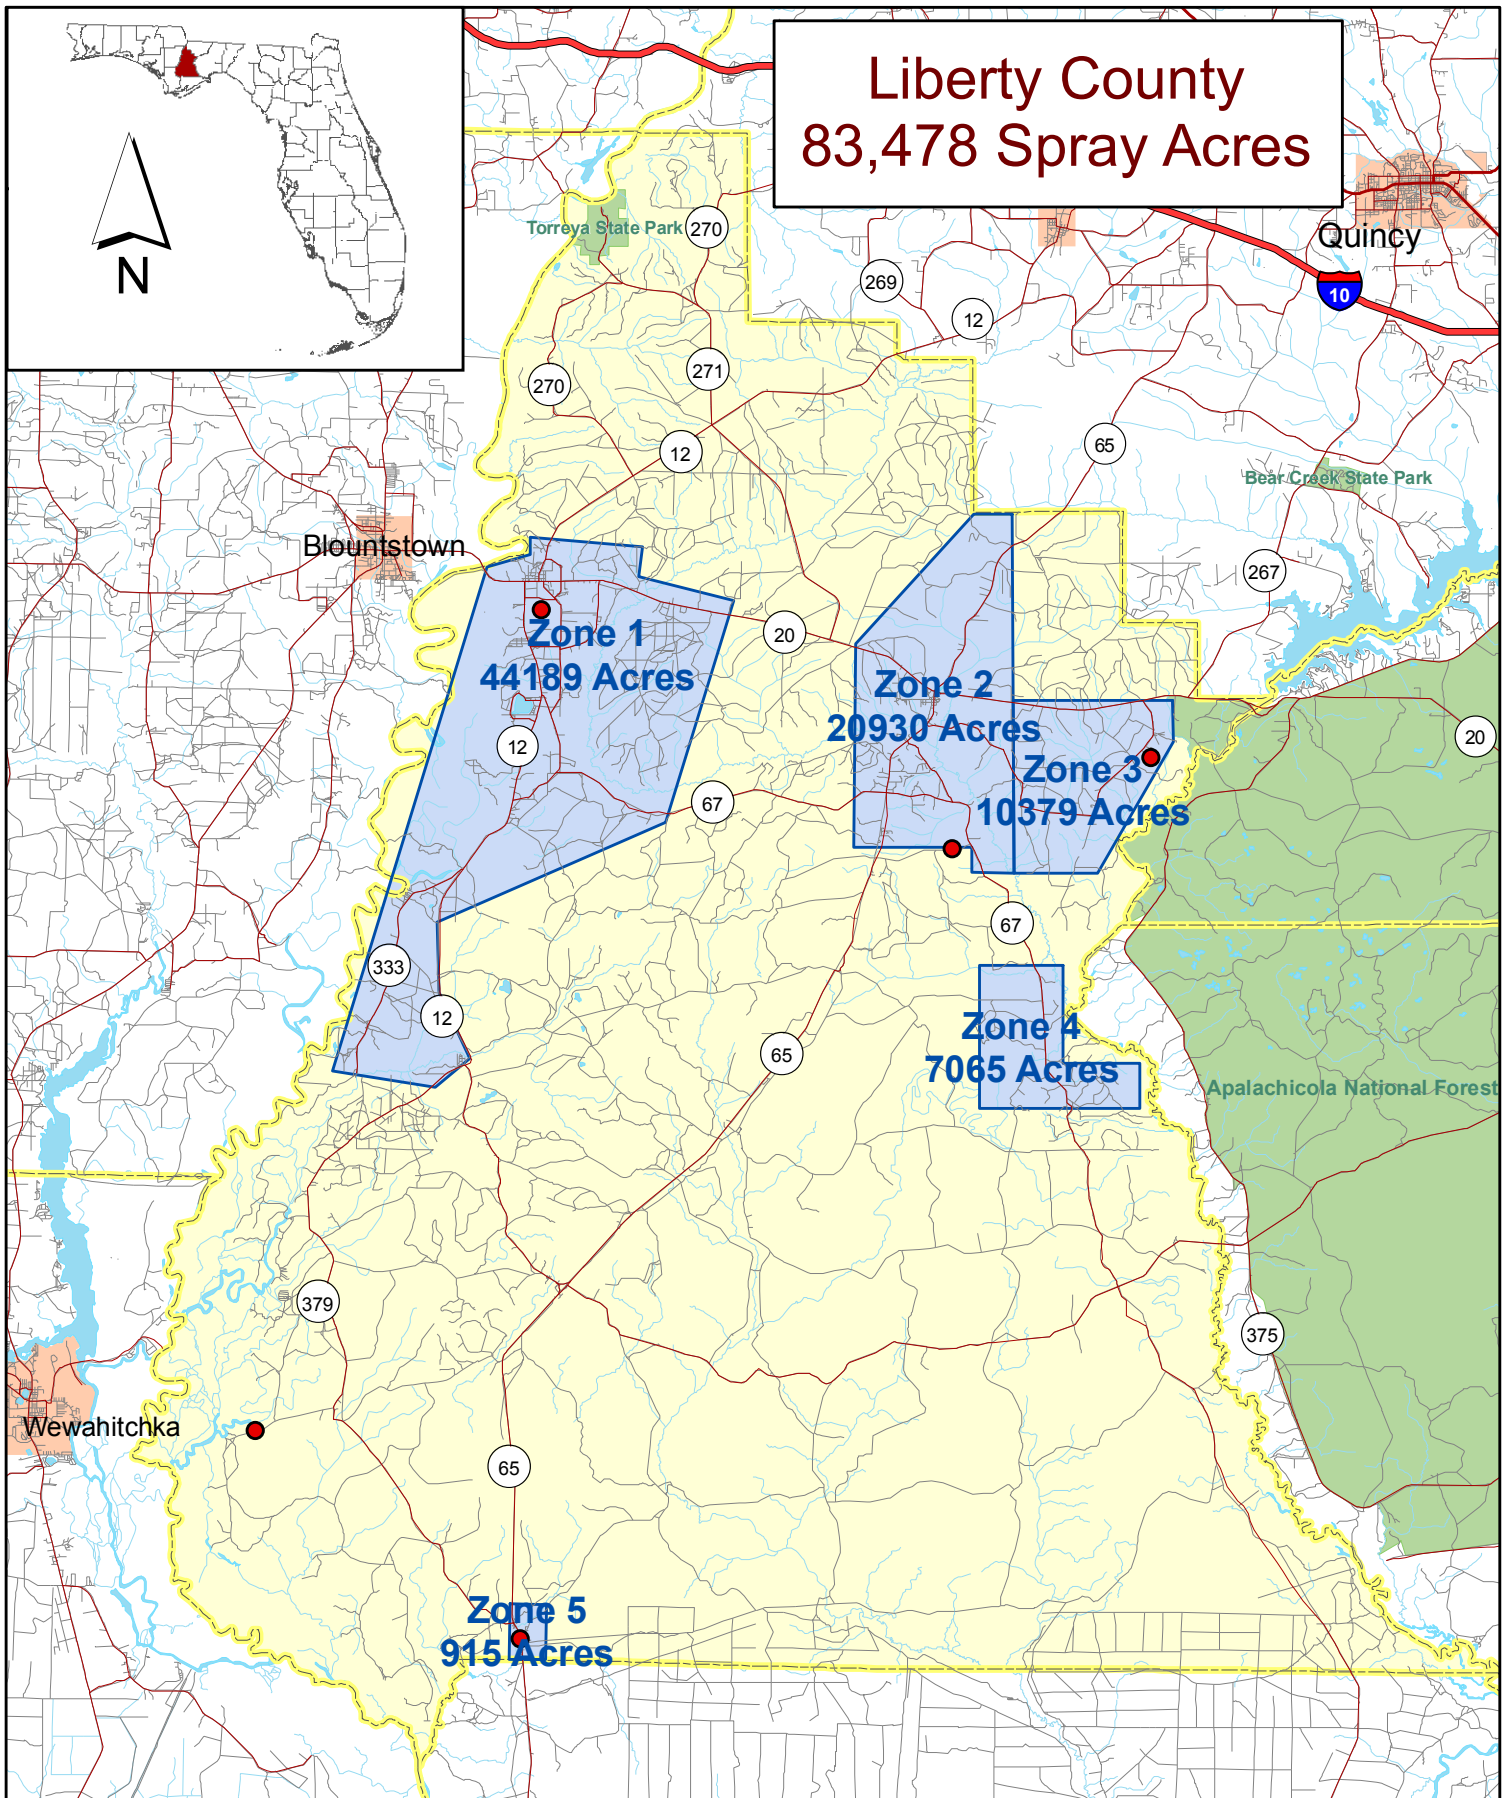 Liberty County
83,478 Spray Acres
N
Torreya State Park
270
Quincy
269
10
12
271
270
65
12
Bear Creek State Park
Blountstown
267
Zone 1
44189 Acres
20
Zone 2
20930 Acres
20
12
Zone 3
10379 Acres
67
67
333
12
Zone 4
7065 Acres
65
Apalachicola National Forest
379
375
Wewahitchka
65
Zone 5
915 Acres